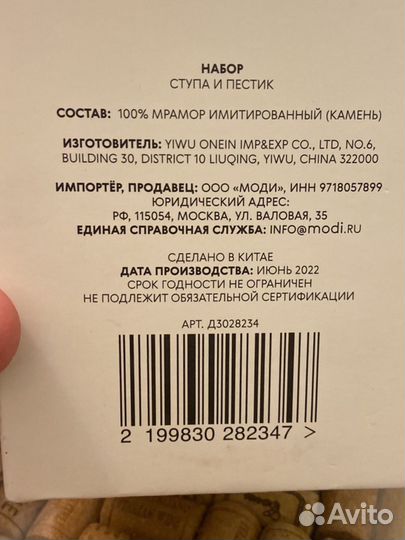 НАБОР
СТУПА И ПЕСТИК
СОСТАВ: 100% МРАМОР ИМИТИРОВАННЫЙ (КАМЕНЬ)
ИЗГОТОВИТЕЛЬ: YIWU ONEIN IMP&EXP CO., LTD, NO.6,
BUILDING 30, DISTRICT 10 LIUQING, YIWU, CHINA 322000
ИМПОРТЁР, ПРОДАВЕЦ: ООО «МОДИ», ИНН 9718057899
ЮРИДИЧЕСКИЙ АДРЕС:
РФ, 115054, МОСКВА, УЛ. ВАЛОВАЯ, 35
ЕДИНАЯ СПРАВОЧНАЯ СЛУЖБА: INFO@modi.RU
СДЕЛАНО В КИТАЕ
ДАТА ПРОИЗВОДСТВА: ИЮНЬ 2022
СРОК ГОДНОСТИ НЕ ОГРАНИЧЕН
НЕ ПОДЛЕЖИТ ОБЯЗАТЕЛЬНОЙ СЕРТИФИКАЦИИ
АРТ. Д3028234
2 199830 282347 >
Avito